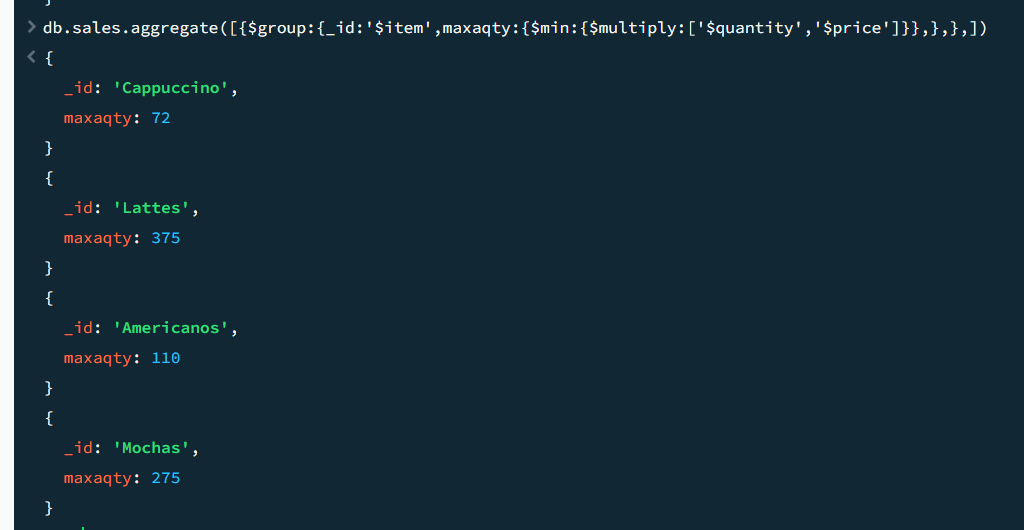 }
> db.sales.aggregate([{$group:{_id:'$item',maxaqty:{$min:{$multiply:['$quantity','$price']}},},},])
< {
_id: 'Cappuccino',
maxaqty: 72
}
{
_id: 'Lattes',
maxaqty: 375
}
{
_id: 'Americanos',
maxaqty: 110
}
{
_id: 'Mochas',
maxaqty: 275
}